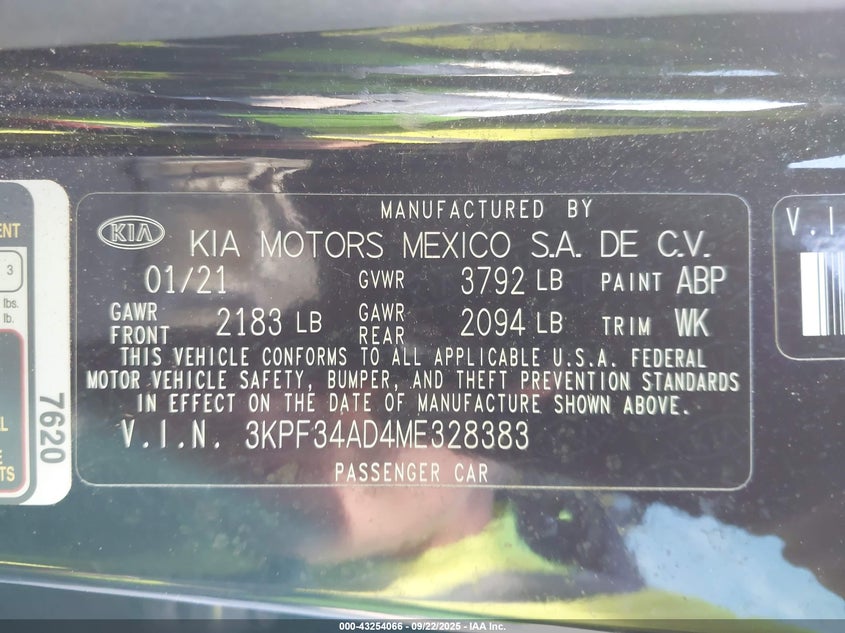 MANUFACTURED BY
KIA KIA MOTORS MEXICO S.A. DE C.V.
01/21 GVWR 3792 LB PAINT ABP
GAWR FRONT 2183 LB GAWR REAR 2094 LB TRIM WK
THIS VEHICLE CONFORMS TO ALL APPLICABLE U.S.A. FEDERAL
MOTOR VEHICLE SAFETY, BUMPER, AND THEFT PREVENTION STANDARDS
IN EFFECT ON THE DATE OF MANUFACTURE SHOWN ABOVE.
V.I.N. 3KPF34AD4ME328383
PASSENGER CAR
3
lbs.
lb.
7620
V.I
000-43254066 - 09/22/2025 - IAA Inc.